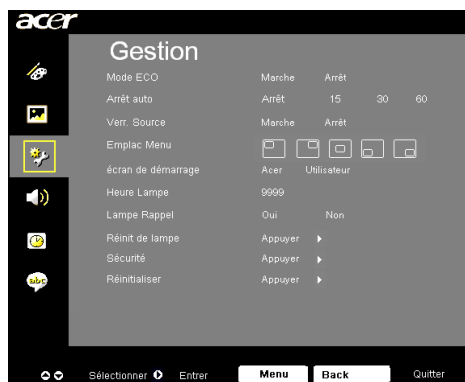 acer
Gestion
Mode ECO Marche Arrêt
Arrêt auto Arrêt 15 30 60
Verr. Source Marche Arrêt
Emplac Menu
écran de démarrage Acer Utilisateur
Heure Lampe 9999
Lampe Rappel Oui Non
Réinit de lampe Appuyer
Sécurité Appuyer
Réinitialiser Appuyer
abc
Sélectionner Entrer Menu Back Quitter